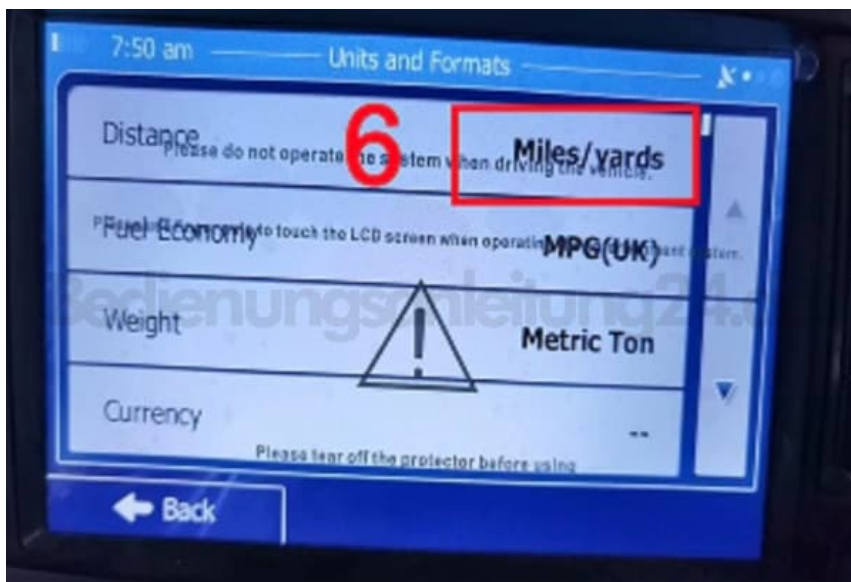 7:50 am
Units and Formats
6
Distance
Miles/yards
Please do not operate the system when driving the vehicle.
Fuel Economy
MPG(UK)
to touch the LCD screen when operating
system.
Bedienungsanleitung24.de
Weight
Metric Ton
Currency
--
Please tear off the protector before using
Back